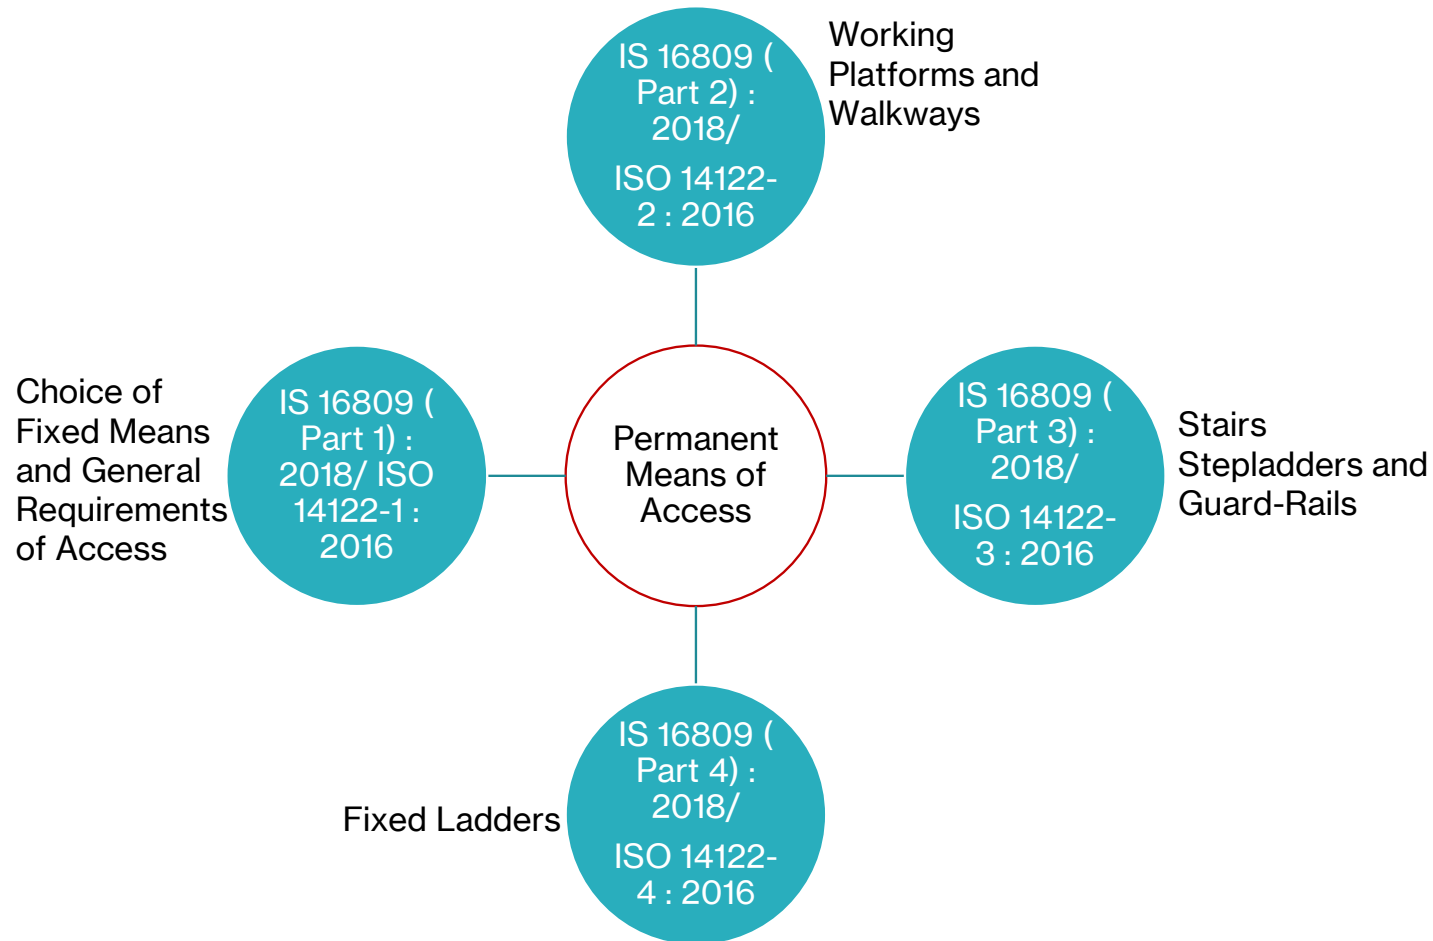 IS 16809 (
Part 2) :
2018/
ISO 14122-
2 : 2016
Working
Platforms and
Walkways
Choice of
Fixed Means
and General
Requirements
of Access
IS 16809 (
Part 1) :
2018/ ISO
14122-1 :
2016
Permanent
Means of
Access
IS 16809 (
Part 3) :
2018/
ISO 14122-
3 : 2016
Stairs
Stepladders and
Guard-Rails
Fixed Ladders
IS 16809 (
Part 4) :
2018/
ISO 14122-
4 : 2016